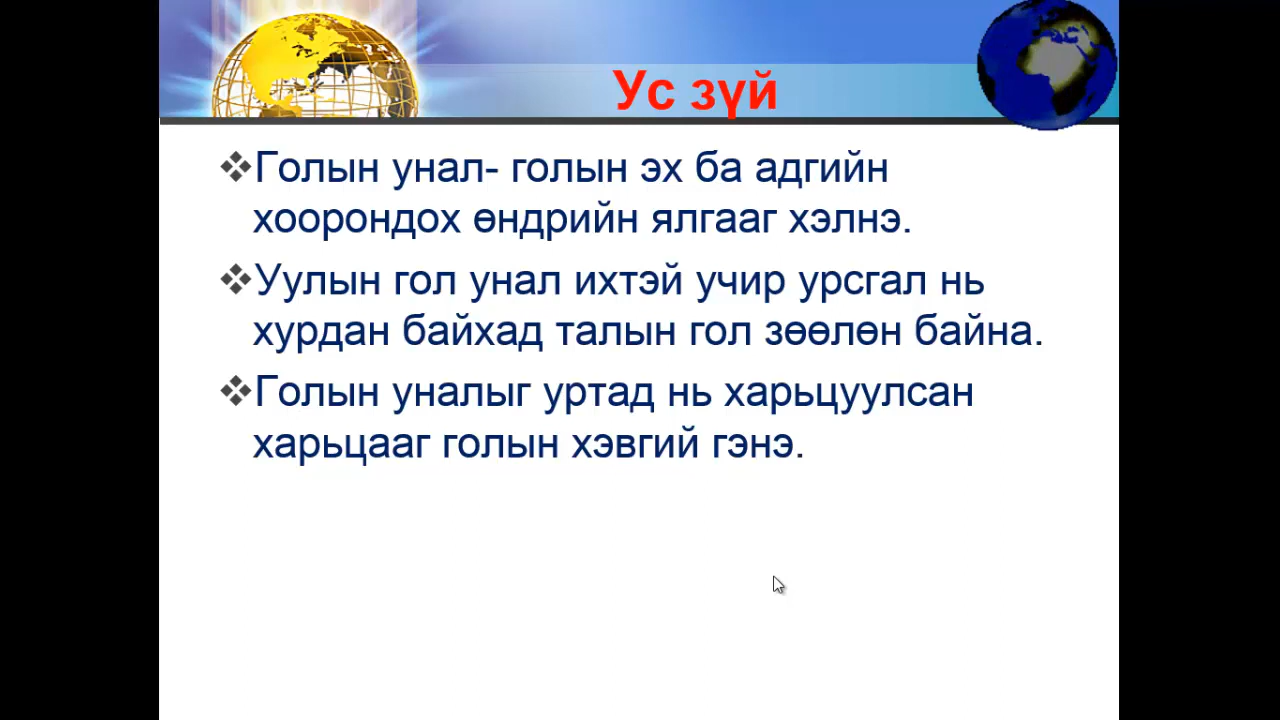 Ус зүй
Голын унал- голын эх ба адгийн
хоорондох өндрийн ялгааг хэлнэ.
Уулын гол унал ихтэй учир урсгал нь
хурдан байхад талын гол зөөлөн байна.
Голын уналыг уртад нь харьцуулсан
харьцааг голын хэвгий гэнэ.